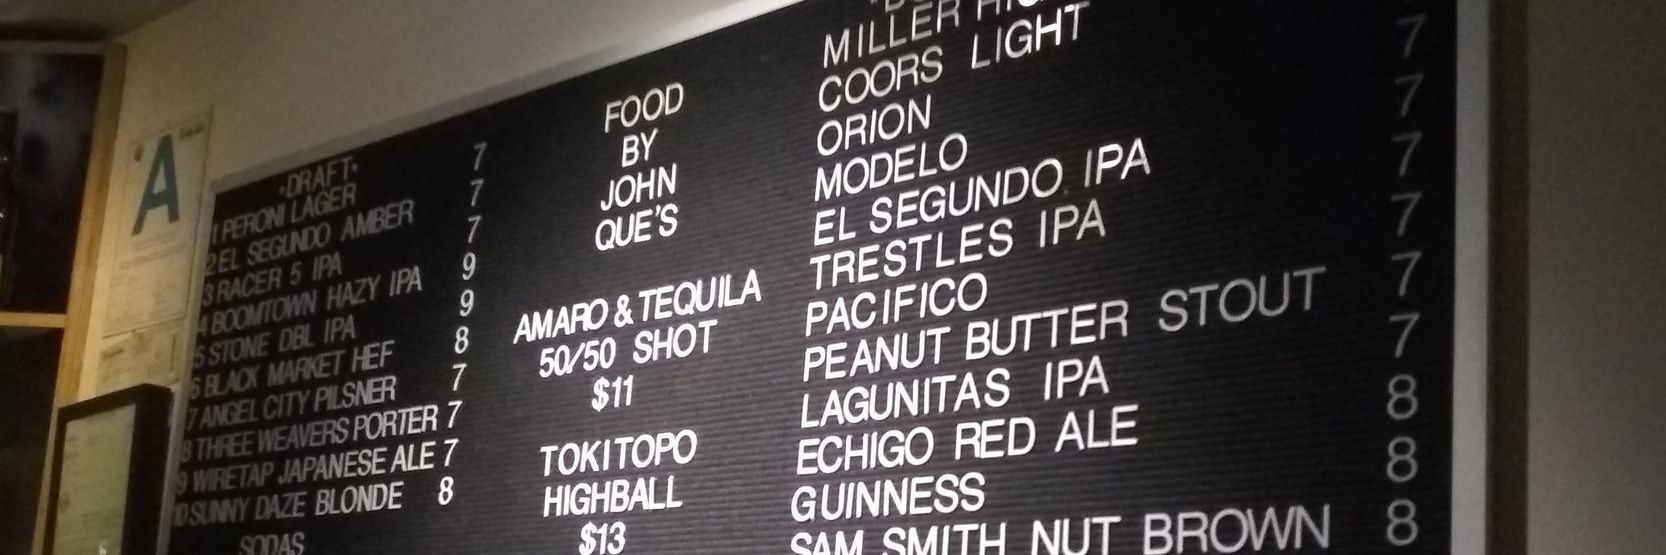 ·DRAFT·
1 PERONI LAGER 7
2 EL SEGUNDO AMBER 7
3 RACER 5 IPA 7
4 BOOMTOWN HAZY IPA 9
5 STONE DBL IPA 9
6 BLACK MARKET HEF 8
7 ANGEL CITY PILSNER 7
8 THREE WEAVERS PORTER 7
9 WIRETAP JAPANESE ALE 7
10 SUNNY DAZE BLONDE 8
SODAS
FOOD
BY
JOHN
QUE'S
AMARO & TEQUILA
50/50 SHOT
$11
TOKI TOPO
HIGHBALL
$13
MILLER
COORS LIGHT
ORION
MODELO 7
EL SEGUNDO IPA 7
TRESTLES IPA 7
PACIFICO 7
PEANUT BUTTER STOUT 7
LAGUNITAS IPA 7
ECHIGO RED ALE 8
GUINNESS 8
SAM SMITH NUT BROWN 8
A